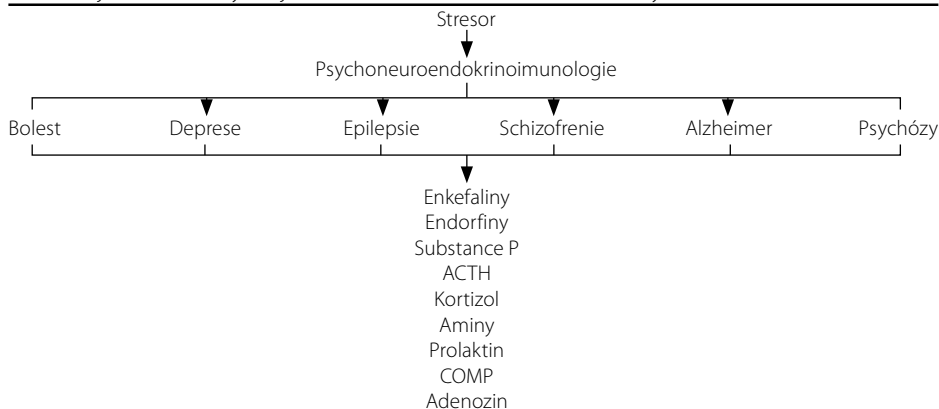 Stresor
Psychoneuroendokrinoimunologie
Bolest Deprese Epilepsie Schizofrenie Alzheimer Psychózy
Enkefaliny
Endorfiny
Substance P
ACTH
Kortizol
Aminy
Prolaktin
COMP
Adenozin